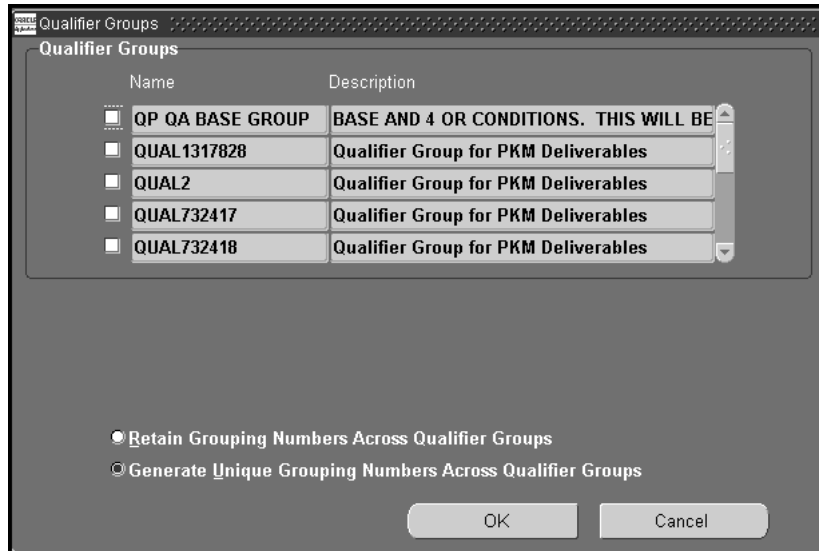 Qualifier Groups
Qualifier Groups
Name Description
QP QA BASE GROUP BASE AND 4 OR CONDITIONS. THIS WILL BE
QUAL1317828 Qualifier Group for PKM Deliverables
QUAL2 Qualifier Group for PKM Deliverables
QUAL732417 Qualifier Group for PKM Deliverables
QUAL732418 Qualifier Group for PKM Deliverables
Retain Grouping Numbers Across Qualifier Groups
Generate Unique Grouping Numbers Across Qualifier Groups
OK Cancel